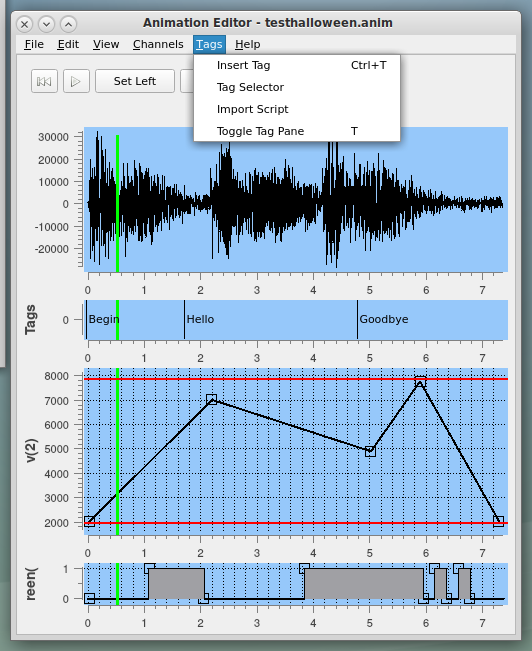 Animation Editor - testhalloween.anim
File Edit View Channels Tags Help
Insert Tag Ctrl+T
Tag Selector
Import Script
Toggle Tag Pane T
Set Left
30000
20000
10000
0
-10000
-20000
0 1 2 3 4 5 6 7
Tags
0
Begin Hello Goodbye
0 1 2 3 4 5 6 7
v(2)
8000
7000
6000
5000
4000
3000
2000
0 1 2 3 4 5 6 7
reen(
1
0
0 1 2 3 4 5 6 7